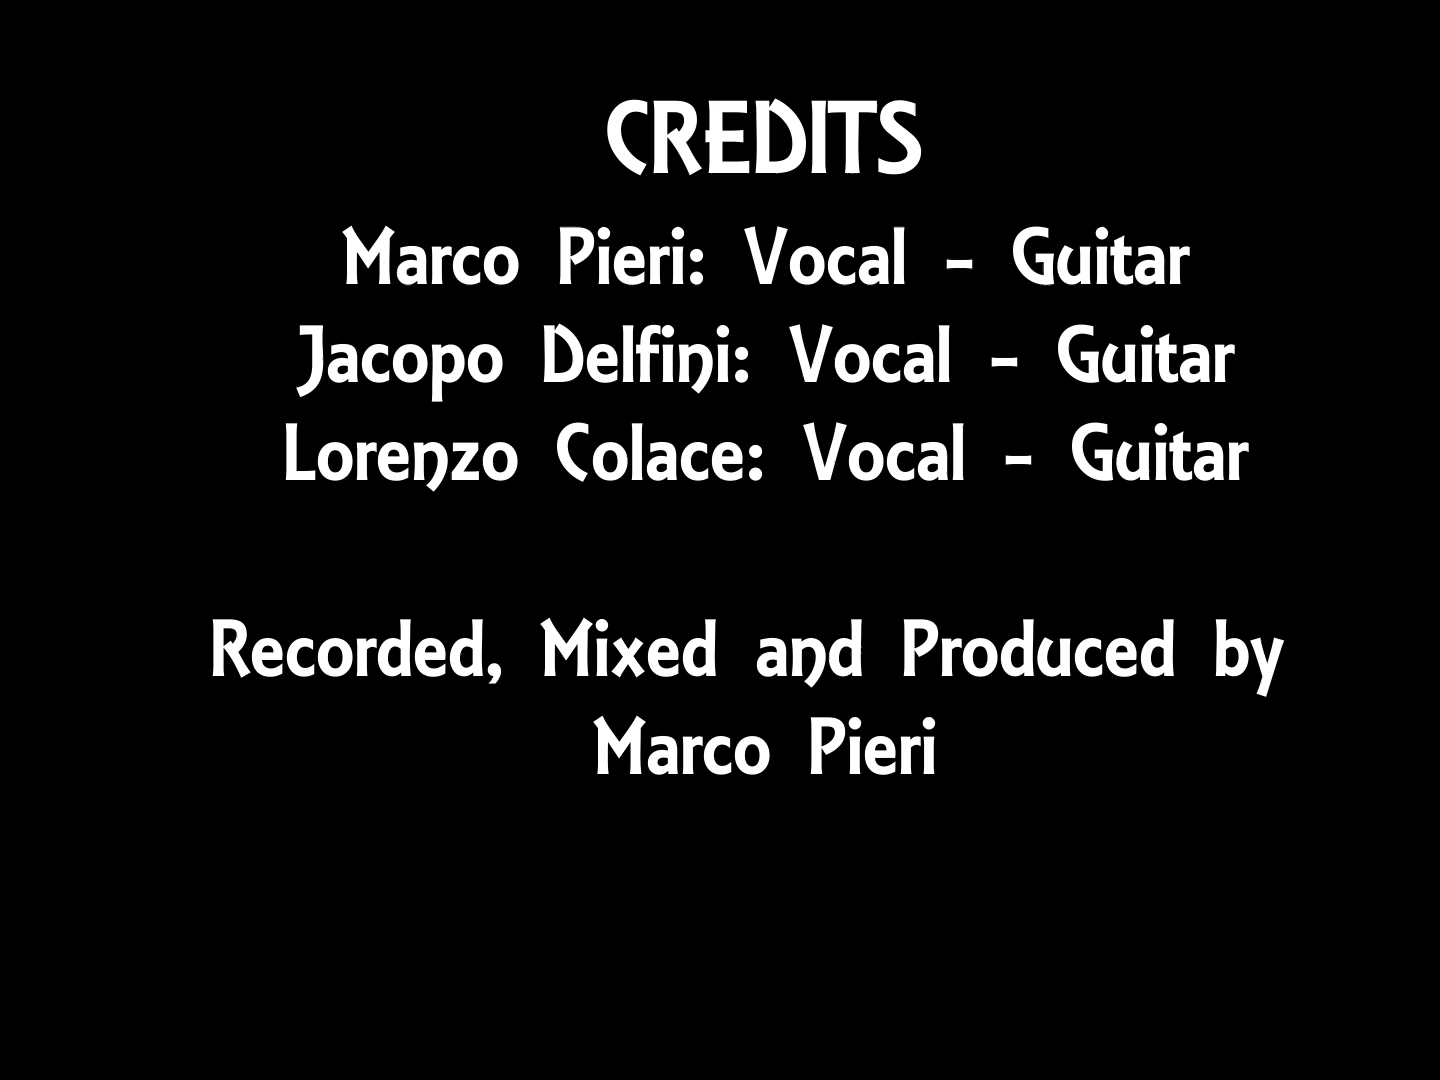 CREDITS
Marco Pieri: Vocal - Guitar
Jacopo Delfini: Vocal - Guitar
Lorenzo Colace: Vocal - Guitar
Recorded, Mixed and Produced by
Marco Pieri